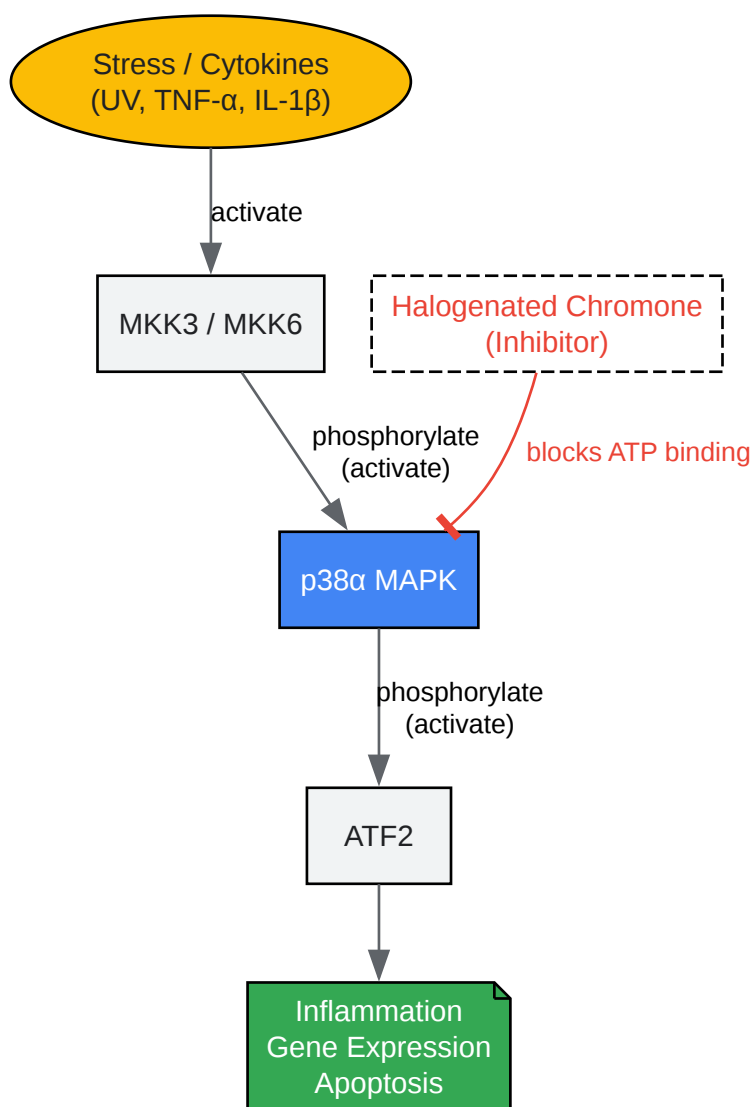 Stress / Cytokines
(UV, TNF-α, IL-1β)
activate
MKK3 / MKK6
Halogenated Chromone
(Inhibitor)
phosphorylate
(activate)
blocks ATP binding
p38α MAPK
phosphorylate
(activate)
ATF2
Inflammation
Gene Expression
Apoptosis